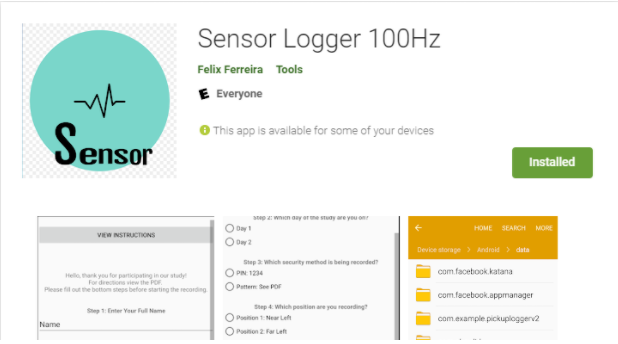 Sensor Logger 100Hz
Felix Ferreira Tools
E Everyone
This app is available for some of your devices
Installed
Sensor
VIEW INSTRUCTIONS
Hello, thank you for participating in our study!
For directions view the PDF.
Please fill out the bottom steps before starting the recording.
Step 1: Enter Your Full Name
Name
Step 2: Which day of the study are you on?
Day 1
Day 2
Step 3: Which security method is being recorded?
PIN: 1234
Pattern: See PDF
Step 4: Which position are you recording?
Position 1: Near Left
Position 2: Far Left
HOME SEARCH MORE
Device storage > Android > data
com.facebook.katana
com.facebook.appmanager
com.example.pickuploggerv2